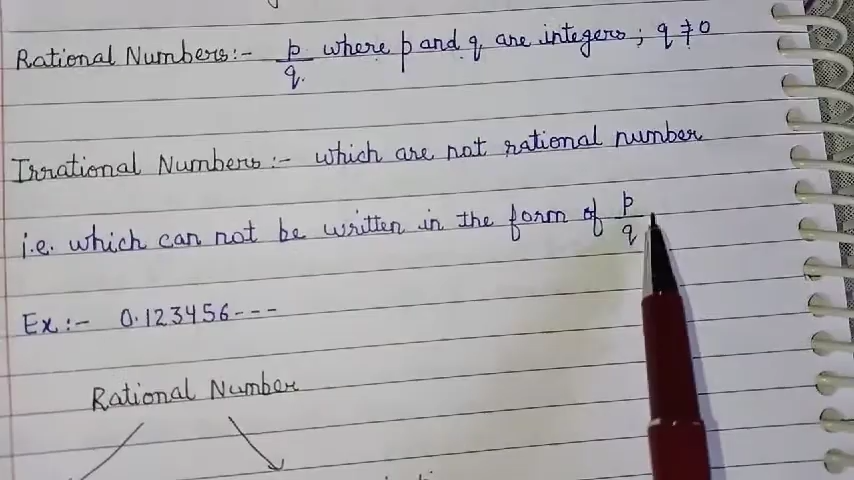 Rational Numbers:- p/q where p and q are integers; q ≠ 0
Irrational Numbers:- which are not rational number
i.e. which can not be written in the form of p/q
Ex:- 0.123456---
Rational Number